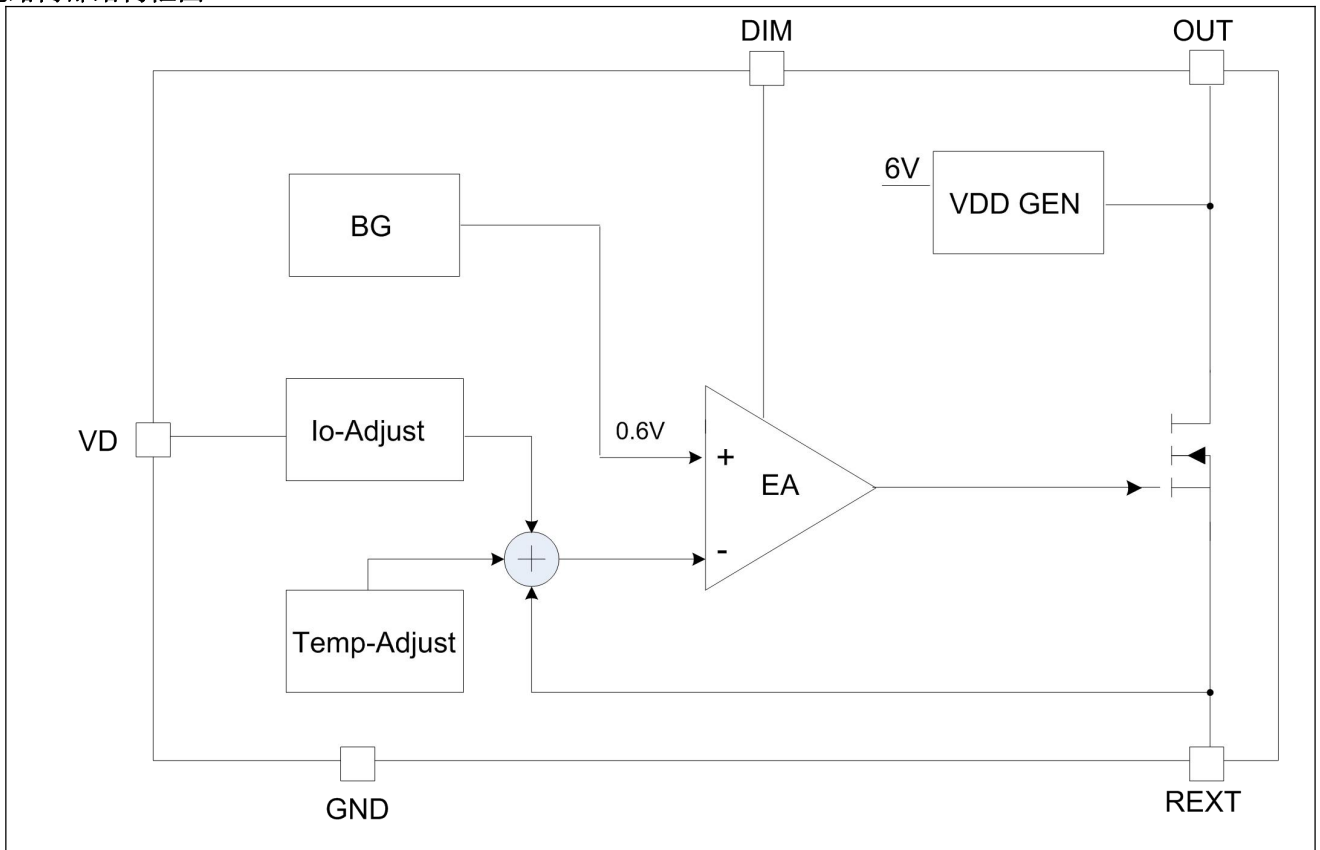 DIM
OUT
6V
VDD GEN
BG
Io-Adjust
VD
0.6V
+
EA
-
Temp-Adjust
GND
REXT